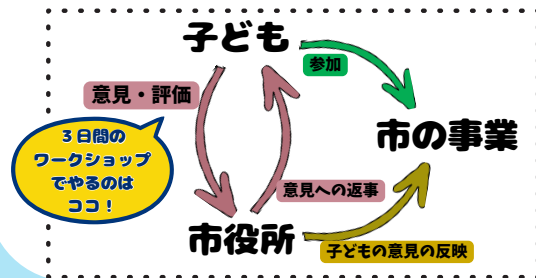 子ども
参加
意見・評価
市の事業
3日間の
ワークショップ
でやるのは
ココ！
意見への返事
市役所
子どもの意見の反映